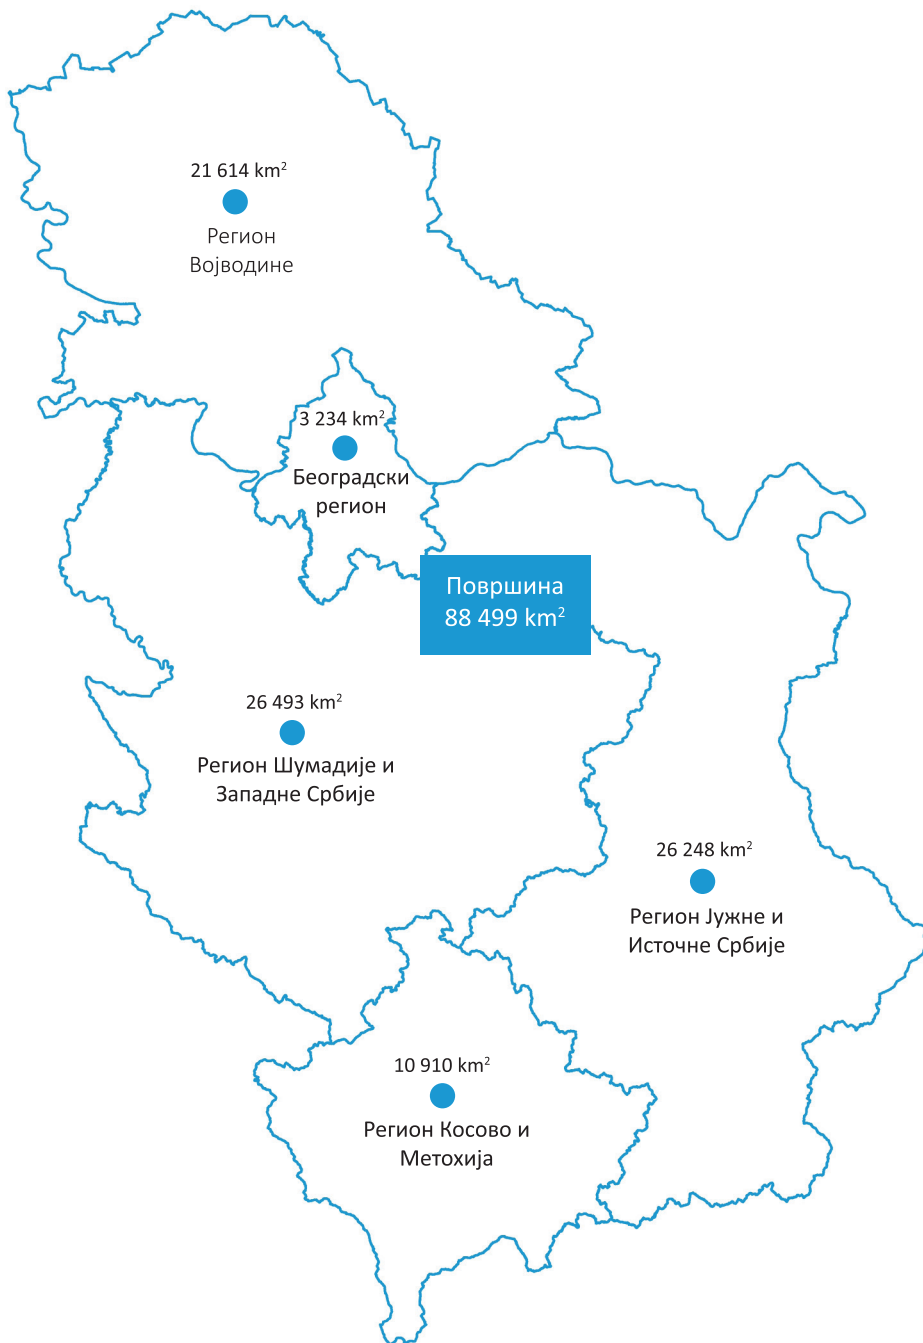 21 614 km²
Регион
Војводине
3 234 km²
Београдски
регион
Површина
88 499 km²
26 493 km²
Регион Шумадије и
Западне Србије
26 248 km²
Регион Јужне и
Источне Србије
10 910 km²
Регион Косово и
Метохија